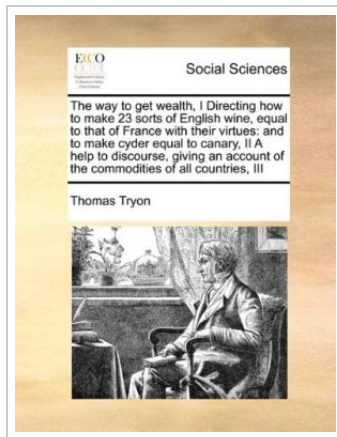 ECCO
Social Sciences
The way to get wealth, I Directing how
to make 23 sorts of English wine, equal
to that of France with their virtues: and
to make cyder equal to canary, II A
help to discourse, giving an account of
the commodities of all countries, III
Thomas Tryon